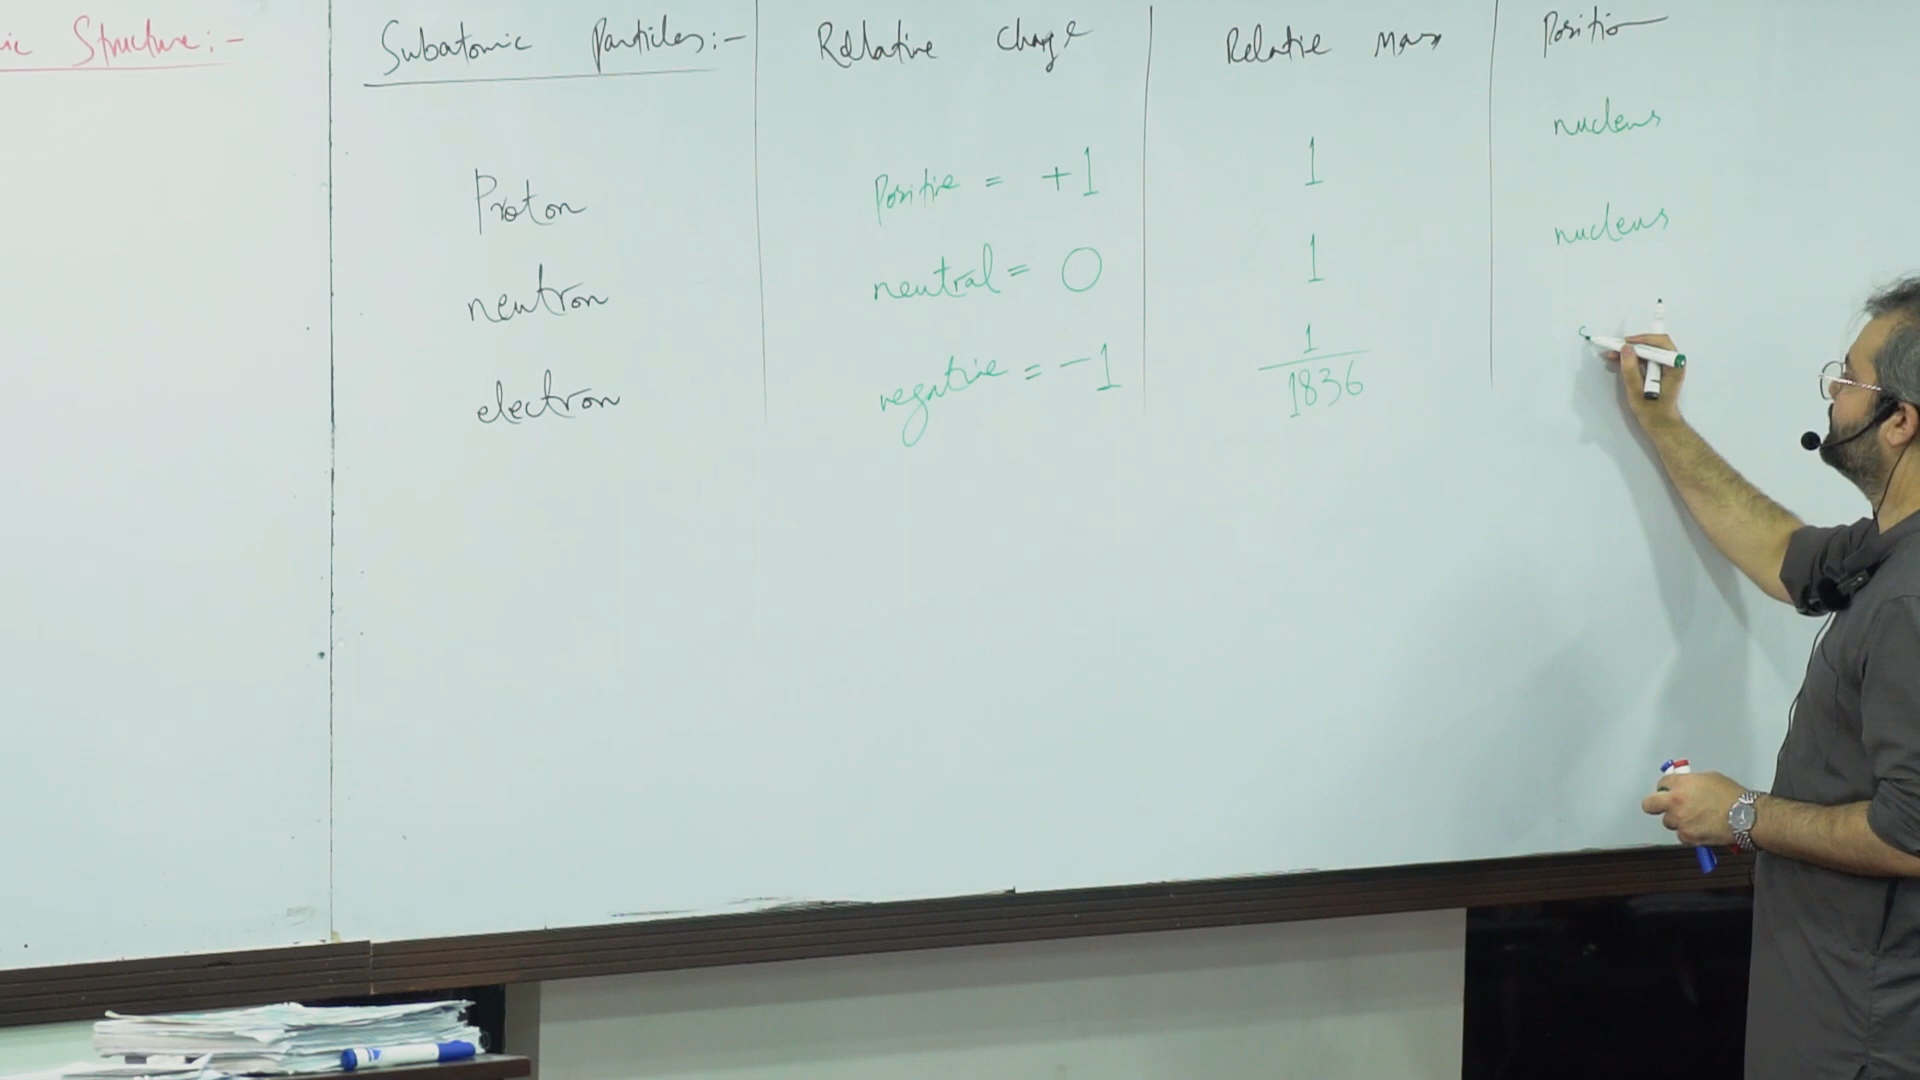 ic Structure:-
Subatomic Particles:- Relative Charge Relative Mass Position
Proton Positive = +1 1 nucleus
neutron neutral = 0 1 nucleus
electron negative = -1 1/1836 s